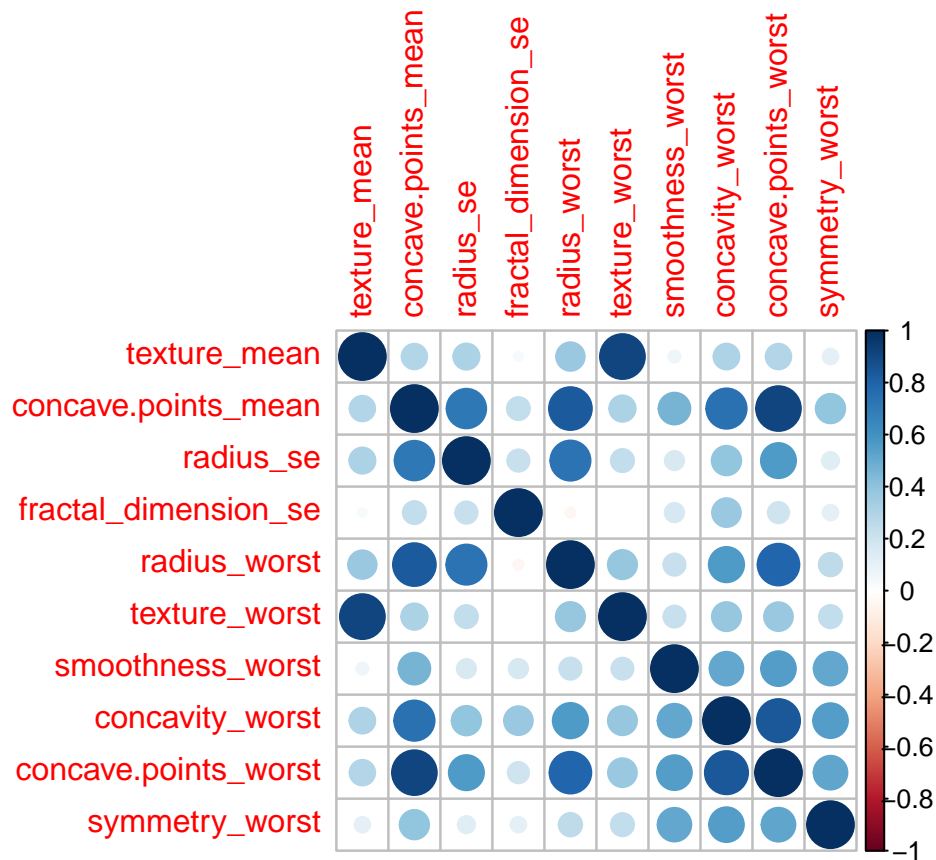 texture_mean
concave.points_mean
radius_se
fractal_dimension_se
radius_worst
texture_worst
smoothness_worst
concavity_worst
concave.points_worst
symmetry_worst
texture_mean
concave.points_mean
radius_se
fractal_dimension_se
radius_worst
texture_worst
smoothness_worst
concavity_worst
concave.points_worst
symmetry_worst
1
0.8
0.6
0.4
0.2
0
−0.2
−0.4
−0.6
−0.8
−1